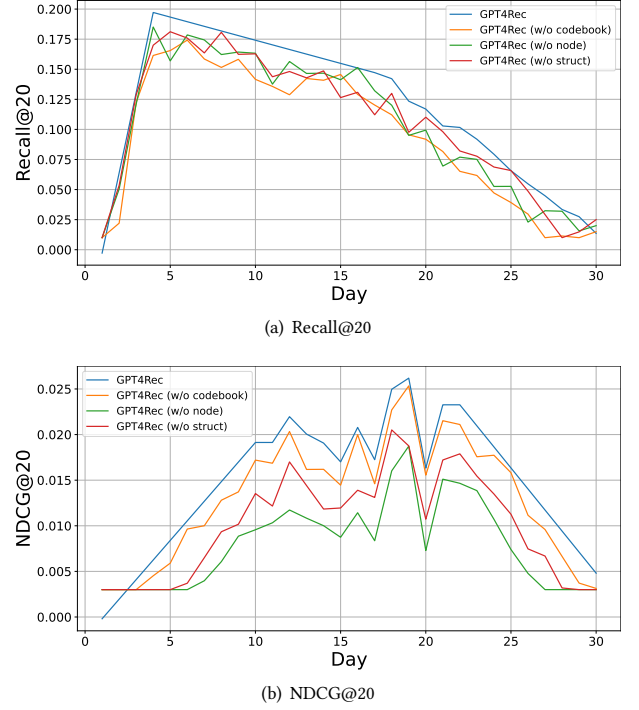 0.200
0.175
0.150
0.125
0.100
0.075
0.050
0.025
0.000
Recall@20
GPT4Rec
GPT4Rec (w/o codebook)
GPT4Rec (w/o node)
GPT4Rec (w/o struct)
0 5 10 15 20 25 30
Day
(a) Recall@20
0.025
0.020
0.015
0.010
0.005
0.000
NDCG@20
GPT4Rec
GPT4Rec (w/o codebook)
GPT4Rec (w/o node)
GPT4Rec (w/o struct)
0 5 10 15 20 25 30
Day
(b) NDCG@20